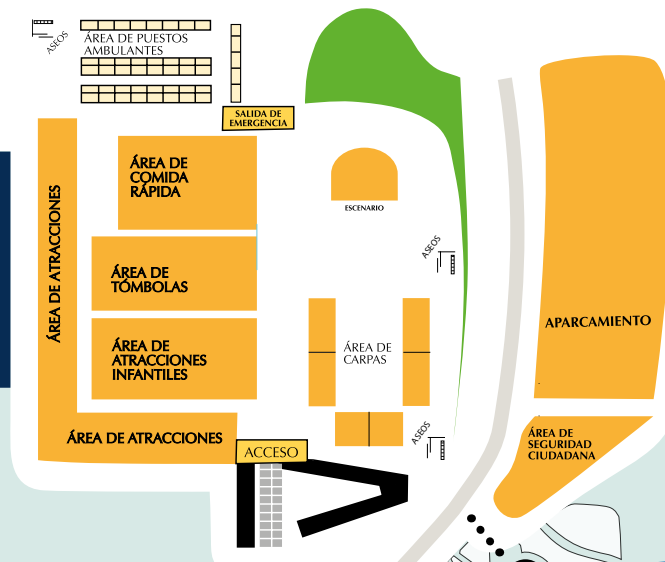 ASEOS
ÁREA DE PUESTOS
AMBULANTES
SALIDA DE
EMERGENCIA
ÁREA DE
COMIDA
RÁPIDA
ESCENARIO
ÁREA DE ATRACCIONES
ASEOS
ÁREA DE
TÓMBOLAS
APARCAMIENTO
ÁREA DE
ATRACCIONES
INFANTILES
ÁREA DE
CARPAS
ÁREA DE ATRACCIONES
ASEOS
ÁREA DE
SEGURIDAD
CIUDADANA
ACCESO